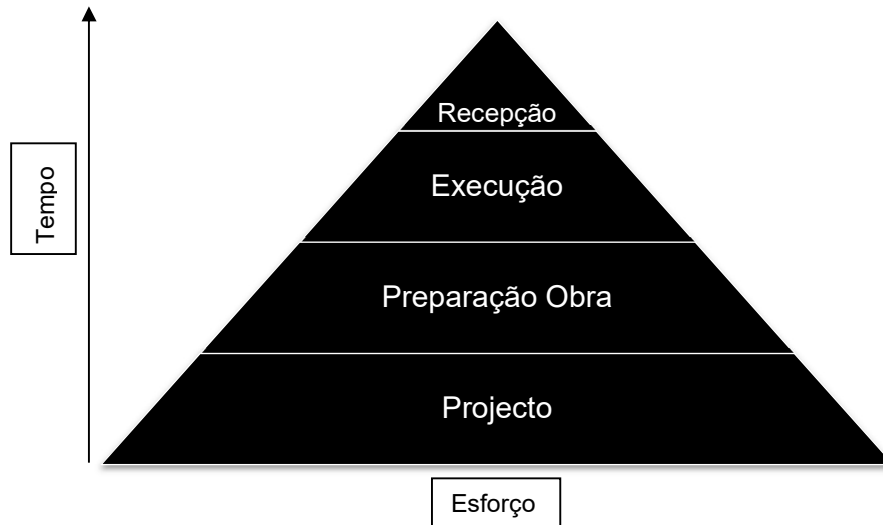 Recepção
Execução
Tempo
Preparação Obra
Projecto
Esforço